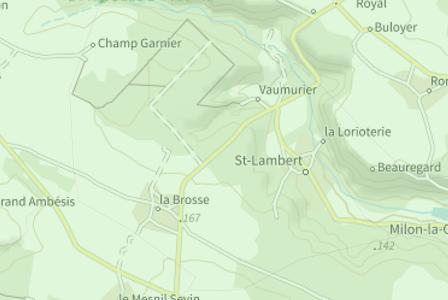 Royal
Buloyer
Champ Garnier
Vaumurier
Ron
la Lorioterie
St-Lambert
Beauregard
rand Ambésis
la Brosse
167
Milon-la-C
142
le Mesnil Sevin